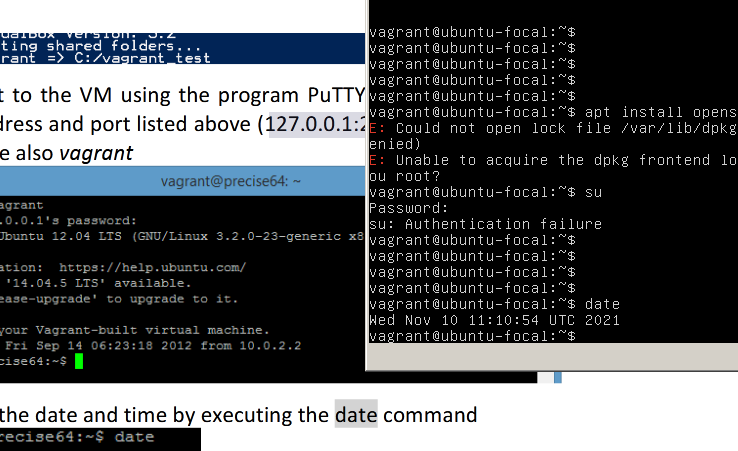 ting shared folders...
rant => C:/vagrant_test
t to the VM using the program PuTTY
dress and port listed above (127.0.0.1:2
e also vagrant
vagrant@precise64: ~
agrant
.0.0.1's password:
Ubuntu 12.04 LTS (GNU/Linux 3.2.0-23-generic x8
ation: https://help.ubuntu.com/
'14.04.5 LTS' available.
ease-upgrade' to upgrade to it.
your Vagrant-built virtual machine.
Fri Sep 14 06:23:18 2012 from 10.0.2.2
cise64:~$
the date and time by executing the date command
recise64:~$ date
vagrant@ubuntu-focal:~$
vagrant@ubuntu-focal:~$
vagrant@ubuntu-focal:~$
vagrant@ubuntu-focal:~$
vagrant@ubuntu-focal:~$
vagrant@ubuntu-focal:~$ apt install opens
E: Could not open lock file /var/lib/dpkg
enied)
E: Unable to acquire the dpkg frontend lo
ou root?
vagrant@ubuntu-focal:~$ su
Password:
su: Authentication failure
vagrant@ubuntu-focal:~$
vagrant@ubuntu-focal:~$
vagrant@ubuntu-focal:~$
vagrant@ubuntu-focal:~$
vagrant@ubuntu-focal:~$ date
Wed Nov 10 11:10:54 UTC 2021
vagrant@ubuntu-focal:~$